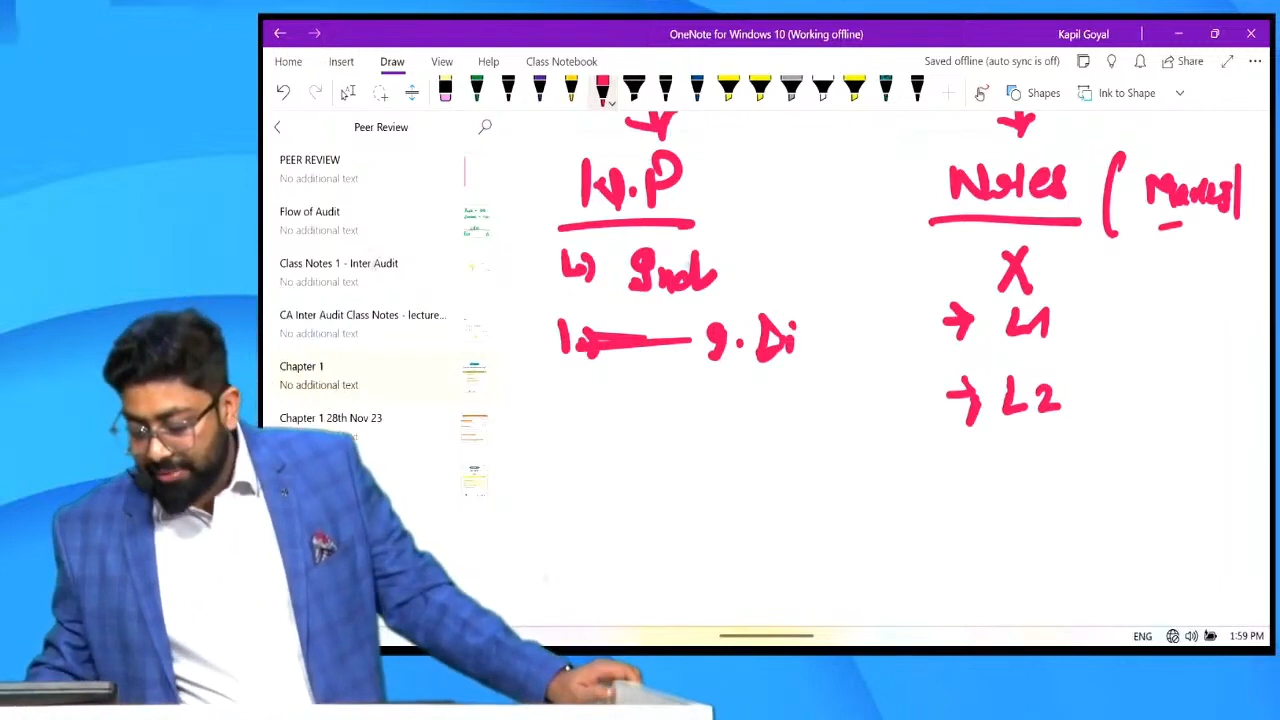 OneNote for Windows 10 (Working offline)
Kapil Goyal
Home Insert Draw View Help Class Notebook
Saved offline (auto sync is off)
Share
Shapes
Ink to Shape
Peer Review
PEER REVIEW
No additional text
Flow of Audit
No additional text
Class Notes 1 - Inter Audit
No additional text
CA Inter Audit Class Notes - lecture...
No additional text
Chapter 1
No additional text
Chapter 1 28th Nov 23
Notes
X
→ L1
→ L2
ENG
1:59 PM